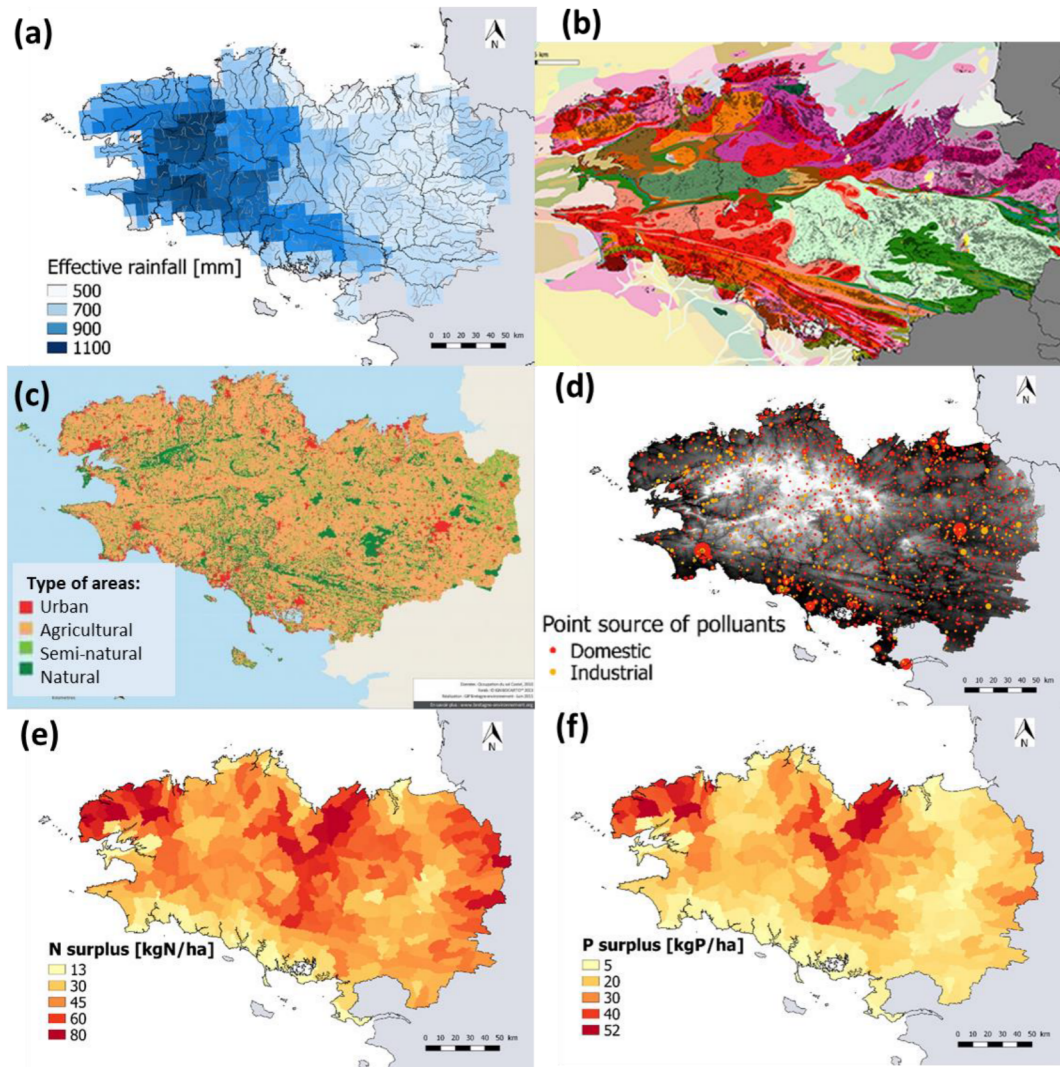 (a)
N
Effective rainfall [mm]
500
700
900
1100
0 10 20 30 40 50 km
(b)
(c)
Type of areas:
Urban
Agricultural
Semi-natural
Natural
(d)
N
Point source of polluants
Domestic
Industrial
0 10 20 30 40 50 km
(e)
N
N surplus [kgN/ha]
13
30
45
60
80
0 10 20 30 40 50 km
(f)
N
P surplus [kgP/ha]
5
20
30
40
52
0 10 20 30 40 50 km